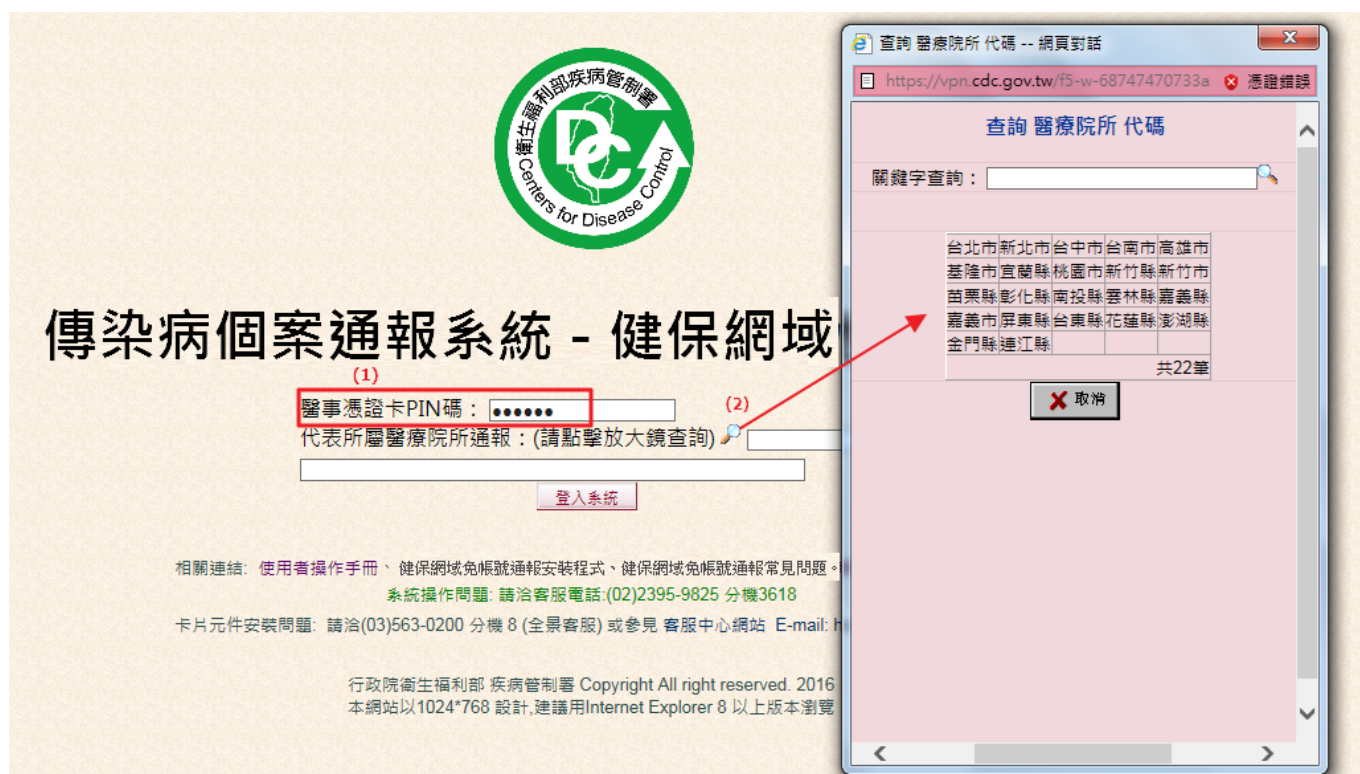 衛生福利部疾病管制署
DC
Centers for Disease Control
傳染病個案通報系統 - 健保網域
(1)
醫事憑證卡PIN碼： ●●●●●●
(2)
代表所屬醫療院所通報：(請點擊放大鏡查詢)
登入系統
相關連結: 使用者操作手冊、 健保網域免帳號通報安裝程式、健保網域免帳號通報常見問題。
系統操作問題: 請洽客服電話:(02)2395-9825 分機3618
卡片元件安裝問題: 請洽(03)563-0200 分機 8 (全景客服) 或參見 客服中心網站 E-mail: h
行政院衛生福利部 疾病管制署 Copyright All right reserved. 2016
本網站以1024*768 設計,建議用Internet Explorer 8 以上版本瀏覽
查詢 醫療院所 代碼 -- 網頁對話
https://vpn.cdc.gov.tw/f5-w-68747470733a 憑證錯誤
查詢 醫療院所 代碼
關鍵字查詢：
台北市 新北市 台中市 台南市 高雄市
基隆市 宜蘭縣 桃園市 新竹縣 新竹市
苗栗縣 彰化縣 南投縣 雲林縣 嘉義縣
嘉義市 屏東縣 台東縣 花蓮縣 澎湖縣
金門縣 連江縣
共22筆
取消